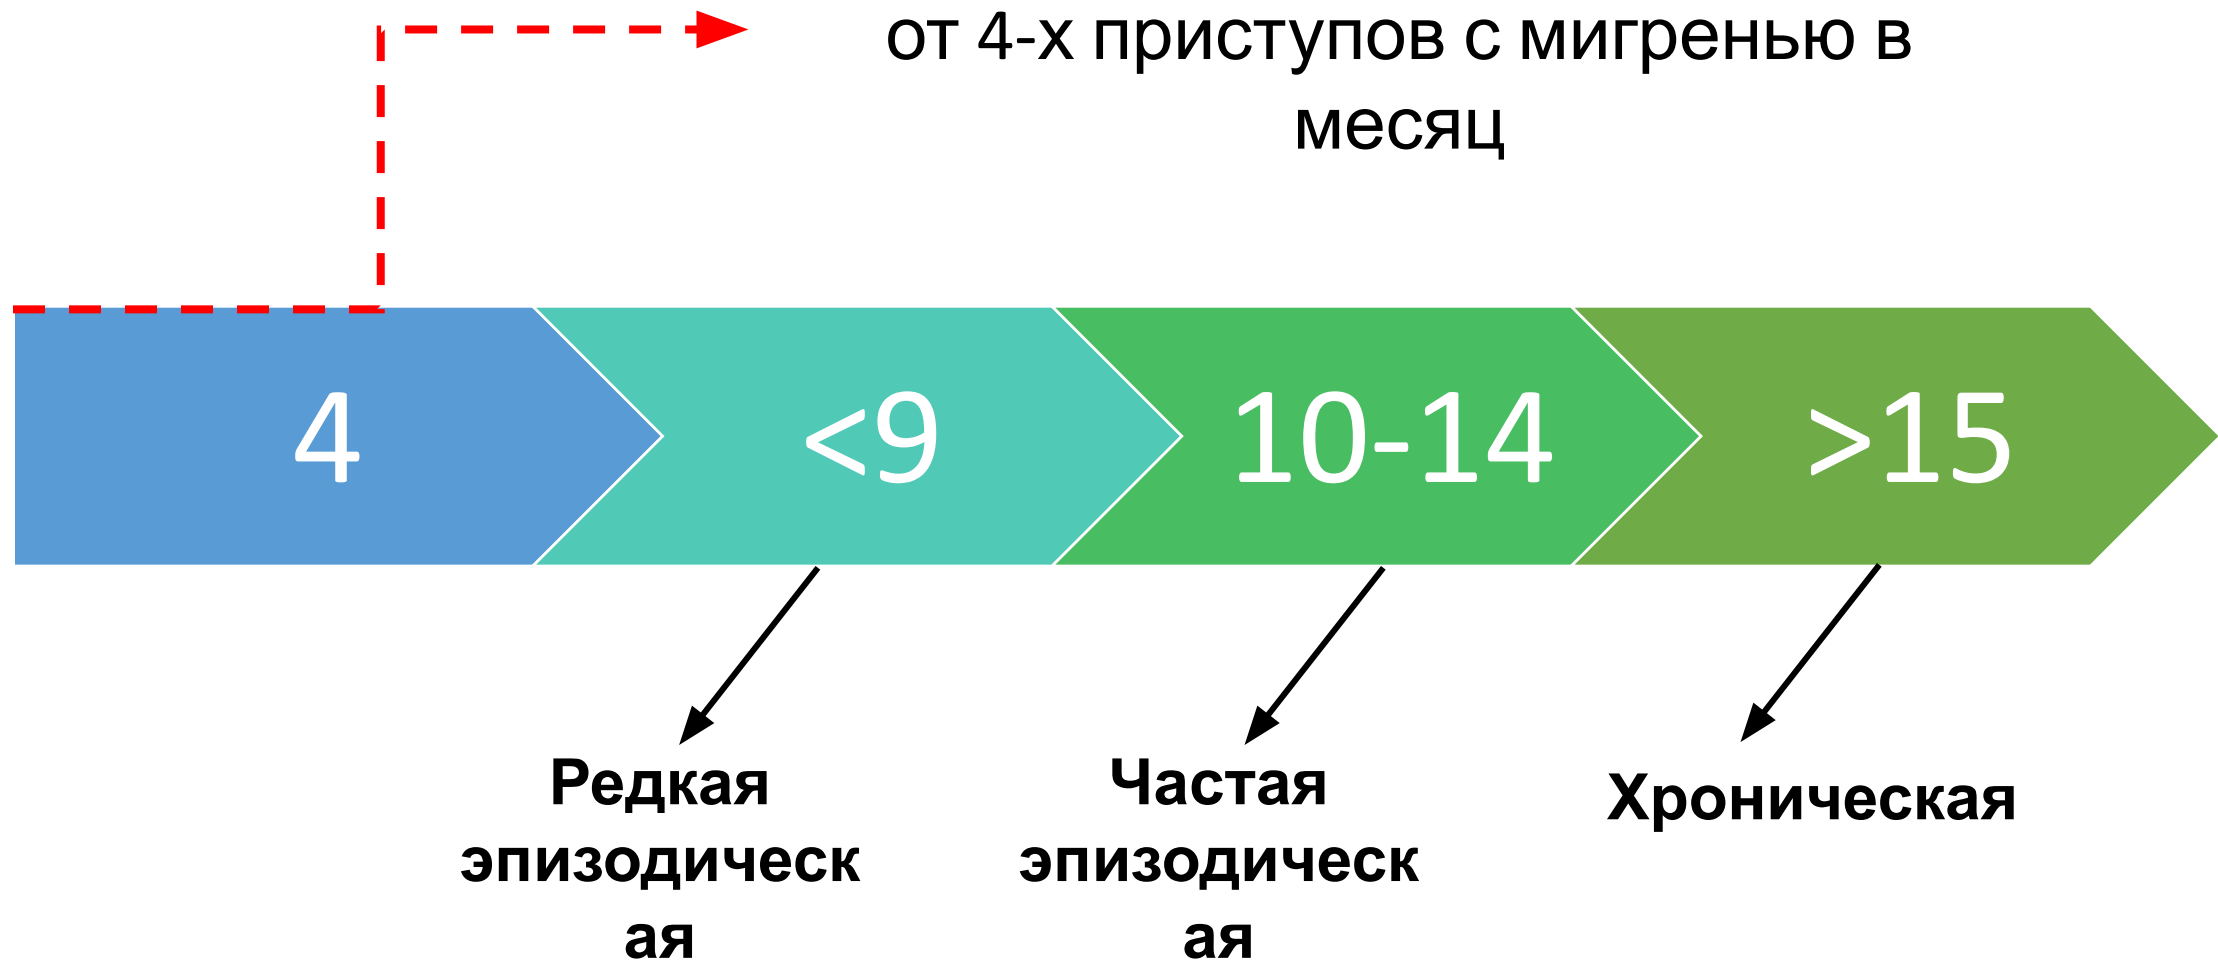 от 4-х приступов с мигренью в
месяц
4
<9
10-14
>15
Редкая
эпизодическ
ая
Частая
эпизодическ
ая
Хроническая